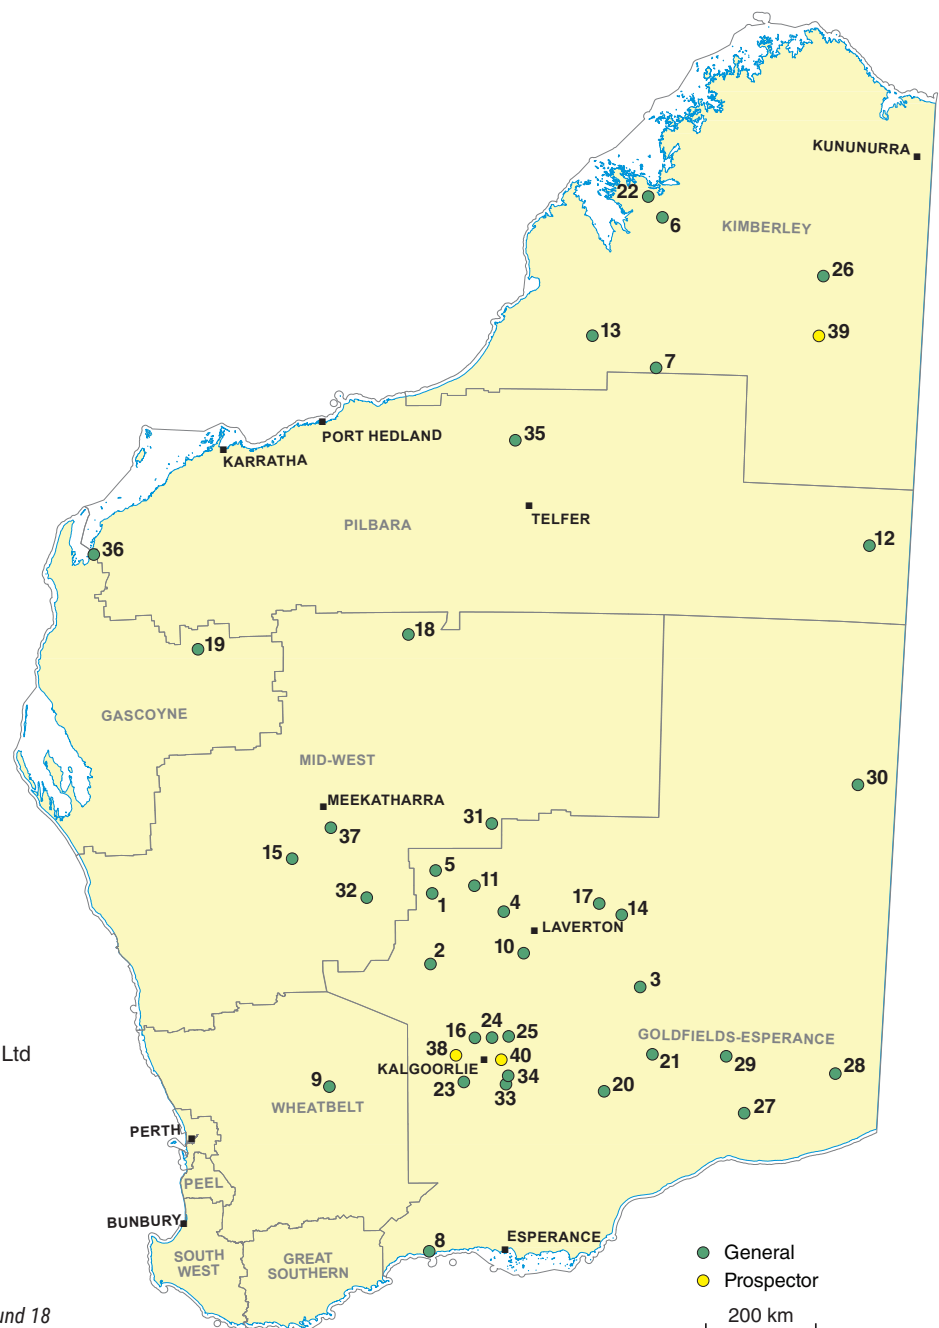 KUNUNURRA
22
6
KIMBERLEY
26
13
39
7
PORT HEDLAND
35
KARRATHA
TELFER
PILBARA
12
36
18
19
GASCOYNE
MID-WEST
30
MEEKATHARRA
31
37
15
5
11
32
1
4
17
14
LAVERTON
10
2
3
16
24
25
GOLDFIELDS-ESPERANCE
Ltd
38
40
21
29
KALGOORLIE
34
28
9
23
33
20
WHEATBELT
27
PERTH
PEEL
BUNBURY
8
ESPERANCE
SOUTH
WEST
GREAT
SOUTHERN
General
Prospector
200 km
und 18